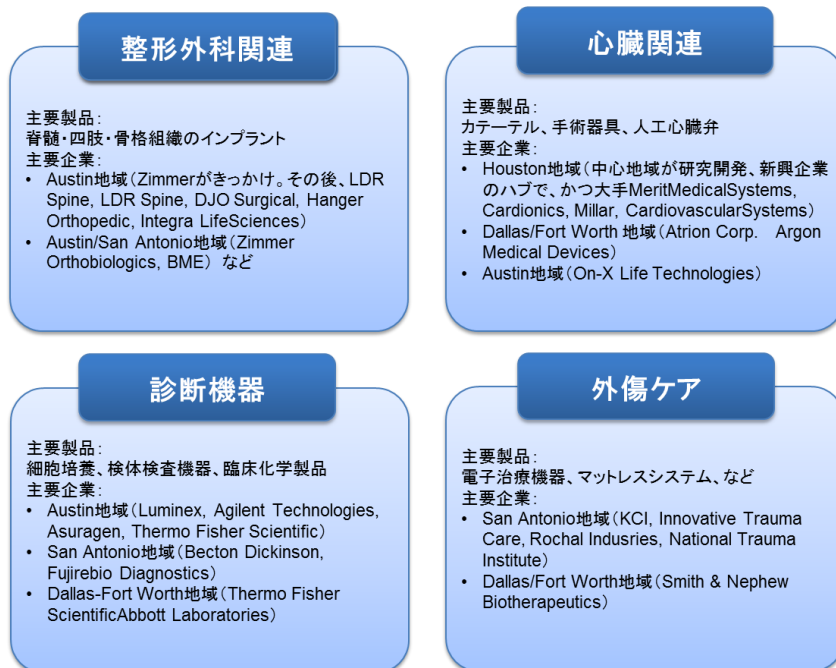 整形外科関連
主要製品:
脊髄・四肢・骨格組織のインプラント
主要企業:
• Austin地域(Zimmerがきっかけ。その後、LDR
Spine, LDR Spine, DJO Surgical, Hanger
Orthopedic, Integra LifeSciences)
• Austin/San Antonio地域(Zimmer
Orthobiologics, BME) など
心臓関連
主要製品:
カテーテル、手術器具、人工心臓弁
主要企業:
• Houston地域(中心地域が研究開発、新興企業
のハブで、かつ大手MeritMedicalSystems,
Cardionics, Millar, CardiovascularSystems)
• Dallas/Fort Worth 地域(Atrion Corp. Argon
Medical Devices)
• Austin地域(On-X Life Technologies)
診断機器
主要製品:
細胞培養、検体検査機器、臨床化学製品
主要企業:
• Austin地域(Luminex, Agilent Technologies,
Asuragen, Thermo Fisher Scientific)
• San Antonio地域(Becton Dickinson,
Fujirebio Diagnostics)
• Dallas-Fort Worth地域(Thermo Fisher
ScientificAbbott Laboratories)
外傷ケア
主要製品:
電子治療機器、マットレスシステム、など
主要企業:
• San Antonio地域(KCI, Innovative Trauma
Care, Rochal Indusries, National Trauma
Institute)
• Dallas/Fort Worth地域(Smith & Nephew
Biotherapeutics)